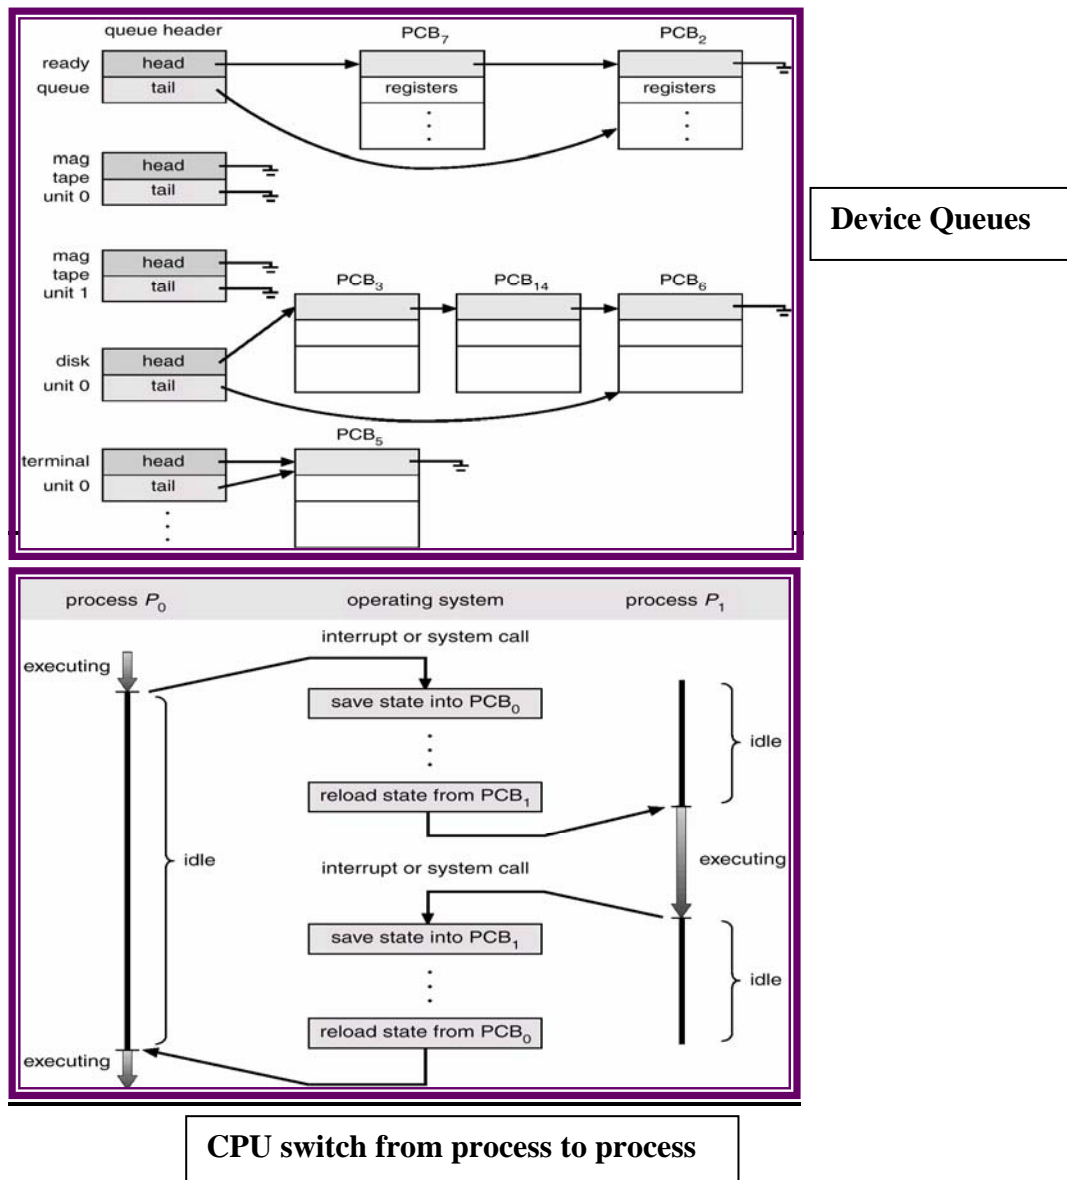 queue header PCB7 PCB2
ready head
queue tail registers registers
mag head
tape
unit 0 tail
Device Queues
mag head
tape
unit 1 tail PCB3 PCB14 PCB6
disk head
unit 0 tail
PCB5
terminal head
unit 0 tail
process P0 operating system process P1
interrupt or system call
executing
save state into PCB0
idle
reload state from PCB1
idle executing
interrupt or system call
save state into PCB1
idle
reload state from PCB0
executing
CPU switch from process to process